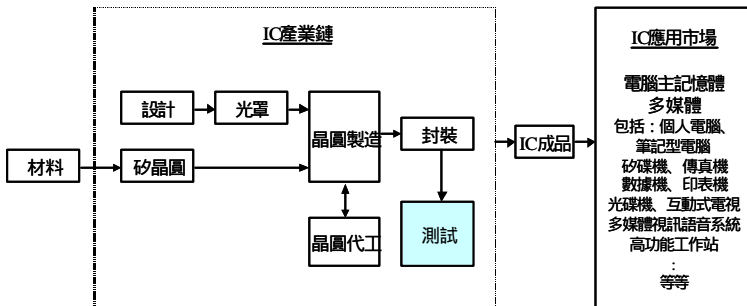 IC產業鏈
設計
光罩
晶圓製造
封裝
材料
矽晶圓
晶圓代工
測試
IC成品
IC應用市場
電腦主記憶體
多媒體
包括：個人電腦、
筆記型電腦
矽碟機、傳真機
數據機、印表機
光碟機、互動式電視
多媒體視訊語音系統
高功能工作站
：
等等